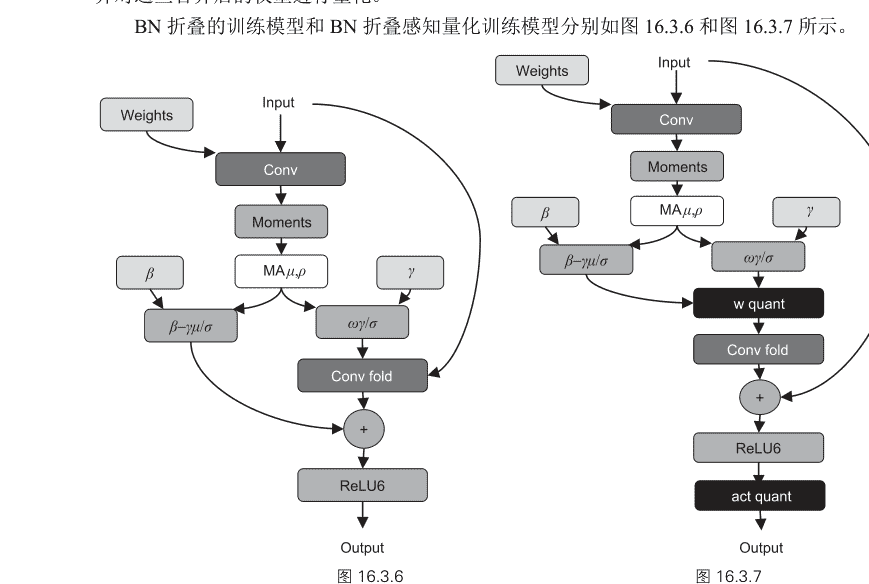 BN 折叠的训练模型和 BN 折叠感知量化训练模型分别如图 16.3.6 和图 16.3.7 所示。
Weights
Input
Conv
Moments
MA μ,ρ
β
γ
β−γμ/σ
ωγ/σ
Conv fold
+
ReLU6
Output
图 16.3.6
Weights
Input
Conv
Moments
MA μ,ρ
β
γ
β−γμ/σ
ωγ/σ
w quant
Conv fold
+
ReLU6
act quant
Output
图 16.3.7